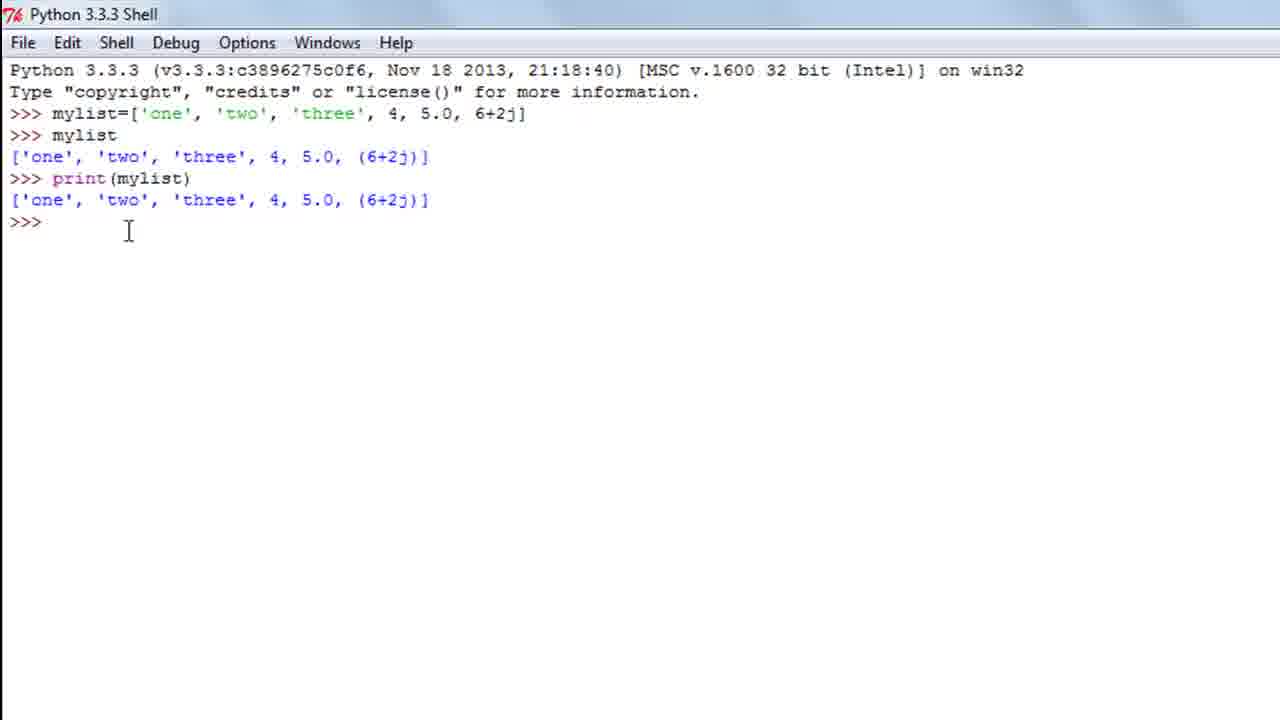 Python 3.3.3 Shell
File Edit Shell Debug Options Windows Help
Python 3.3.3 (v3.3.3:c3896275c0f6, Nov 18 2013, 21:18:40) [MSC v.1600 32 bit (Intel)] on win32
Type "copyright", "credits" or "license()" for more information.
>>> mylist=['one', 'two', 'three', 4, 5.0, 6+2j]
>>> mylist
['one', 'two', 'three', 4, 5.0, (6+2j)]
>>> print(mylist)
['one', 'two', 'three', 4, 5.0, (6+2j)]
>>>